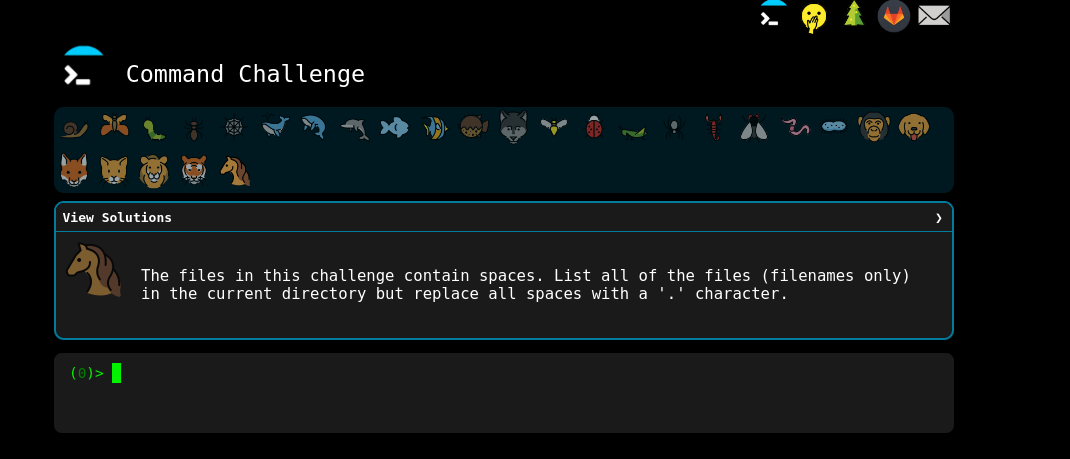 Command Challenge
View Solutions ❯
The files in this challenge contain spaces. List all of the files (filenames only)
in the current directory but replace all spaces with a '.' character.
(0)>